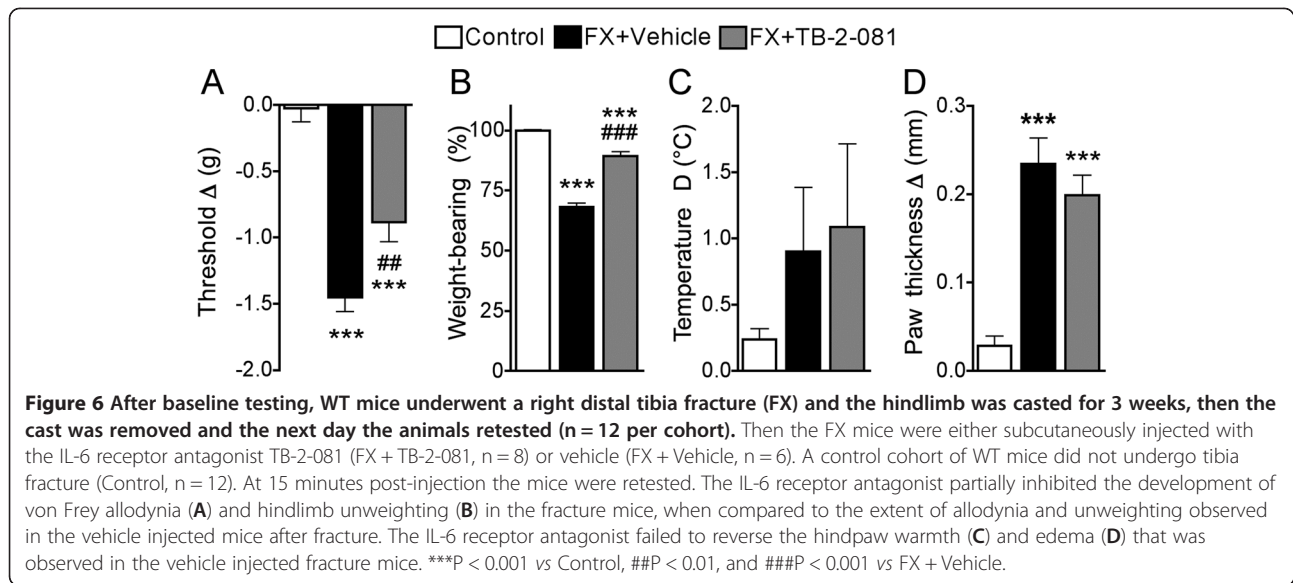 Control FX+Vehicle FX+TB-2-081
A
Threshold Δ (g)
0.0
-0.5
-1.0
-1.5
-2.0
***
##
***
B
Weight-bearing (%)
100
75
50
25
0
***
***
###
C
Temperature D (°C)
2.0
1.5
1.0
0.5
0.0
D
Paw thickness Δ (mm)
0.3
0.2
0.1
0.0
***
***
Figure 6 After baseline testing, WT mice underwent a right distal tibia fracture (FX) and the hindlimb was casted for 3 weeks, then the
cast was removed and the next day the animals retested (n = 12 per cohort). Then the FX mice were either subcutaneously injected with
the IL-6 receptor antagonist TB-2-081 (FX + TB-2-081, n = 8) or vehicle (FX + Vehicle, n = 6). A control cohort of WT mice did not undergo tibia
fracture (Control, n = 12). At 15 minutes post-injection the mice were retested. The IL-6 receptor antagonist partially inhibited the development of
von Frey allodynia (A) and hindlimb unweighting (B) in the fracture mice, when compared to the extent of allodynia and unweighting observed
in the vehicle injected mice after fracture. The IL-6 receptor antagonist failed to reverse the hindpaw warmth (C) and edema (D) that was
observed in the vehicle injected fracture mice. ***P < 0.001 vs Control, ##P < 0.01, and ###P < 0.001 vs FX + Vehicle.